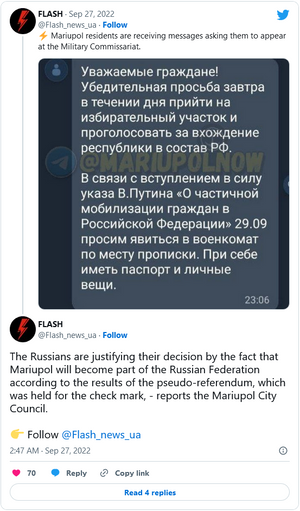 FLASH · Sep 27, 2022
@Flash_news_ua · Follow
⚡ Mariupol residents are receiving messages asking them to appear
at the Military Commissariat.
Уважаемые граждане!
Убедительная просьба завтра
в течении дня прийти на
избирательный участок и
проголосовать за вхождение
республики в состав РФ.
@MARIUPOLNOW
В связи с вступлением в силу
указа В.Путина «О частичной
мобилизации граждан в
Российской Федерации» 29.09
просим явиться в военкомат
по месту прописки. При себе
иметь паспорт и личные
вещи.
23:06
FLASH
@Flash_news_ua · Follow
The Russians are justifying their decision by the fact that
Mariupol will become part of the Russian Federation
according to the results of the pseudo-referendum, which
was held for the check mark, - reports the Mariupol City
Council.
👉 Follow @Flash_news_ua
2:47 AM · Sep 27, 2022
70 Reply Copy link
Read 4 replies